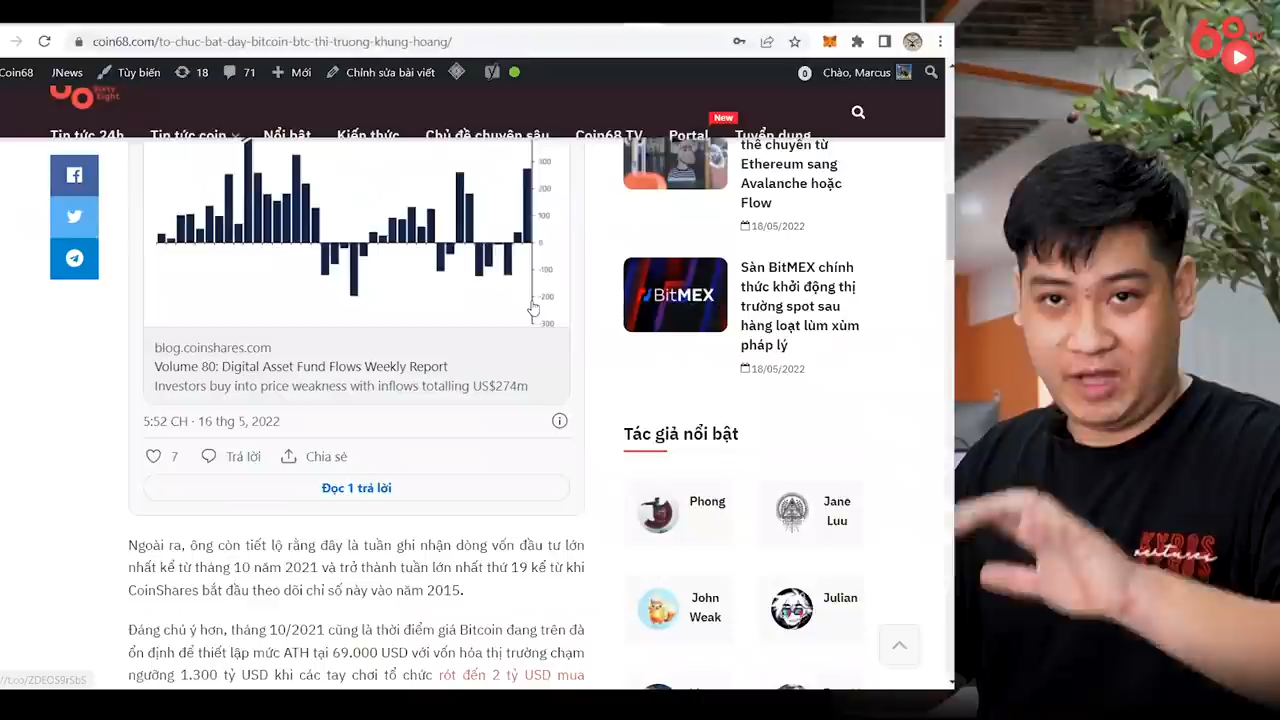 68
TV
coin68.com/to-chuc-bat-day-bitcoin-btc-thi-truong-khung-hoang/
Coin68 JNews Tùy biến 18 71 Mới Chỉnh sửa bài viết 0 Chào, Marcus
Sixty
Eight
New
Tin tức 24h Tin tức coin Nổi bật Kiến thức Chủ đề chuyên sâu Coin68 TV Portal Tuyển dụng
300
200
100
0
-100
-200
-300
blog.coinshares.com
Volume 80: Digital Asset Fund Flows Weekly Report
Investors buy into price weakness with inflows totalling US$274m
5:52 CH · 16 thg 5, 2022
7 Trả lời Chia sẻ
Đọc 1 trả lời
Ngoài ra, ông còn tiết lộ rằng đây là tuần ghi nhận dòng vốn đầu tư lớn
nhất kể từ tháng 10 năm 2021 và trở thành tuần lớn nhất thứ 19 kể từ khi
CoinShares bắt đầu theo dõi chỉ số này vào năm 2015.
Đáng chú ý hơn, tháng 10/2021 cũng là thời điểm giá Bitcoin đang trên đà
ổn định để thiết lập mức ATH tại 69.000 USD với vốn hóa thị trường chạm
ngưỡng 1.300 tỷ USD khi các tay chơi tổ chức rót đến 2 tỷ USD mua
thể chuyển từ
Ethereum sang
Avalanche hoặc
Flow
18/05/2022
BitMEX
Sàn BitMEX chính
thức khởi động thị
trường spot sau
hàng loạt lùm xùm
pháp lý
18/05/2022
Tác giả nổi bật
Phong
Jane
Luu
John
Weak
Julian
//t.co/ZDEOS9rSbS
KYROS
ventures